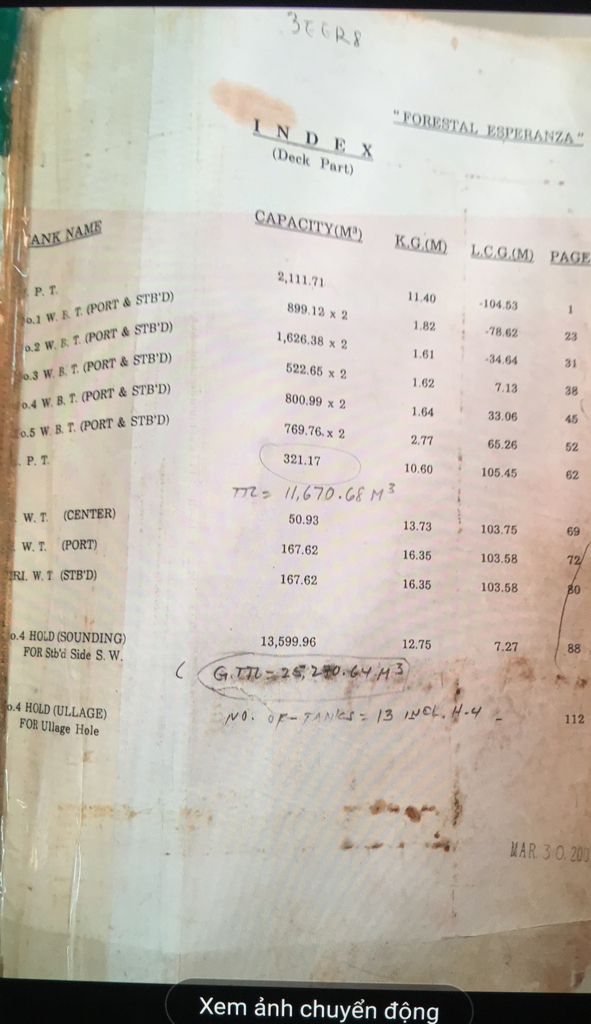 3EER8
"FORESTAL ESPERANZA"
INDEX
(Deck Part)
ANK NAME CAPACITY(M³) K.G.(M) L.C.G.(M) PAGE
. P. T. 2,111.71 11.40 -104.53 1
o.1 W. B. T. (PORT & STB'D) 899.12 x 2 1.82 -78.62 23
o.2 W. B. T. (PORT & STB'D) 1,626.38 x 2 1.61 -34.64 31
o.3 W. B. T. (PORT & STB'D) 522.65 x 2 1.62 7.13 38
o.4 W. B. T. (PORT & STB'D) 800.99 x 2 1.64 33.06 45
o.5 W. B. T. (PORT & STB'D) 769.76 x 2 2.77 65.26 52
. P. T. 321.17 10.60 105.45 62
TTL = 11,670.68 M³
W. T. (CENTER) 50.93 13.73 103.75 69
W. T. (PORT) 167.62 16.35 103.58 72
RI. W. T. (STB'D) 167.62 16.35 103.58 80
o.4 HOLD (SOUNDING) 13,599.96 12.75 7.27 88
FOR Stb'd Side S. W.
( G.TTL = 25,270.64 M³
o.4 HOLD (ULLAGE) NO. OF TANKS = 13 INCL. H.4 - 112
FOR Ullage Hole
MAR. 30. 200
Xem ảnh chuyển động